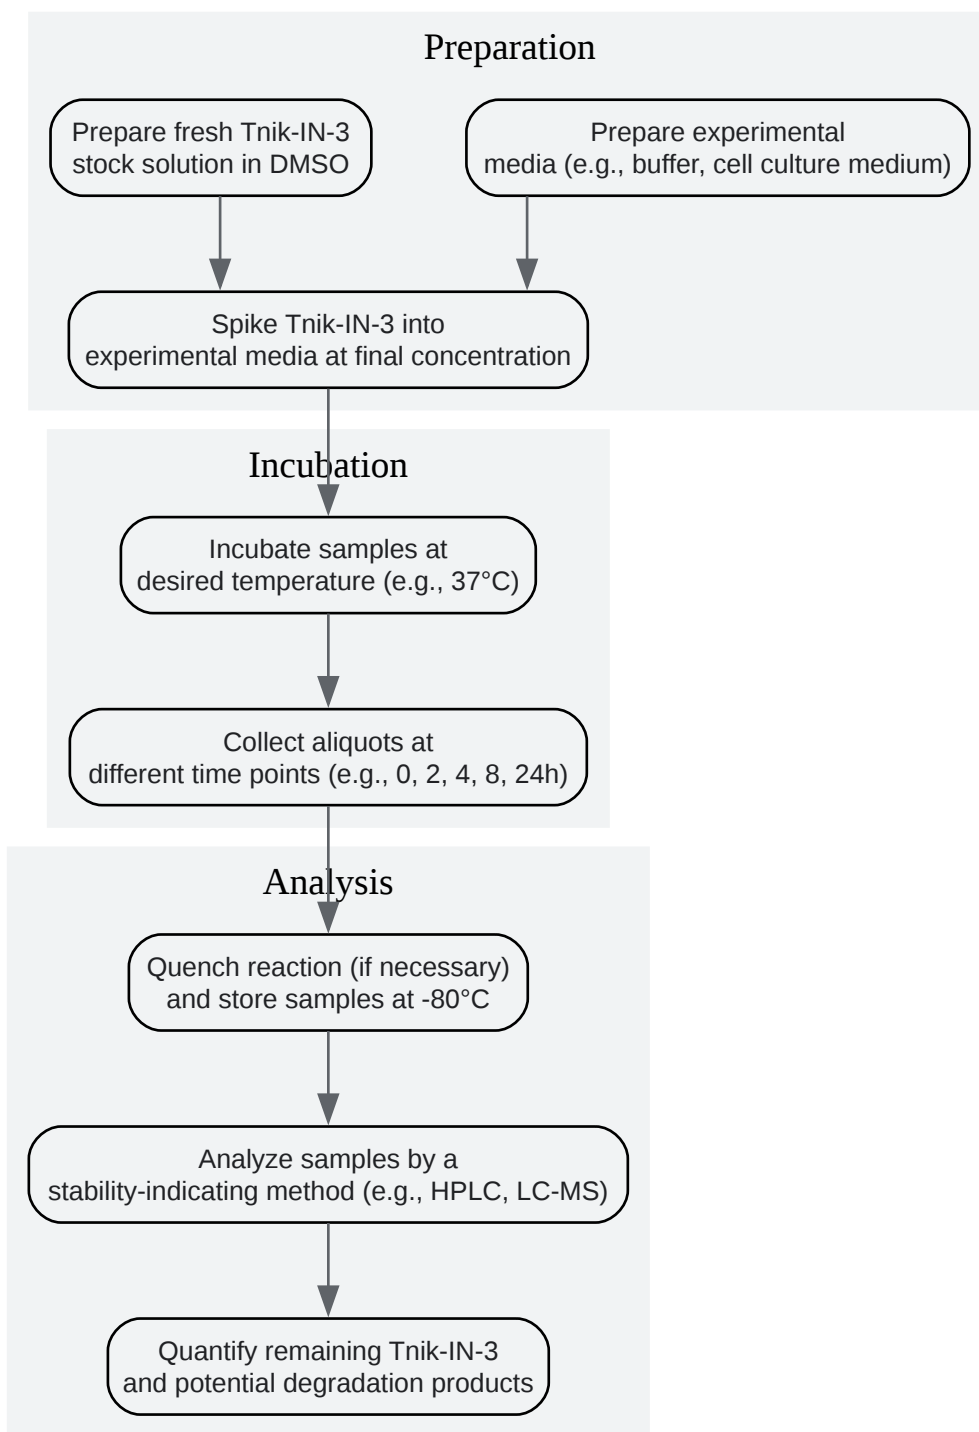 Preparation
Prepare fresh Tnik-IN-3
stock solution in DMSO
Prepare experimental
media (e.g., buffer, cell culture medium)
Spike Tnik-IN-3 into
experimental media at final concentration
Incubation
Incubate samples at
desired temperature (e.g., 37°C)
Collect aliquots at
different time points (e.g., 0, 2, 4, 8, 24h)
Analysis
Quench reaction (if necessary)
and store samples at -80°C
Analyze samples by a
stability-indicating method (e.g., HPLC, LC-MS)
Quantify remaining Tnik-IN-3
and potential degradation products